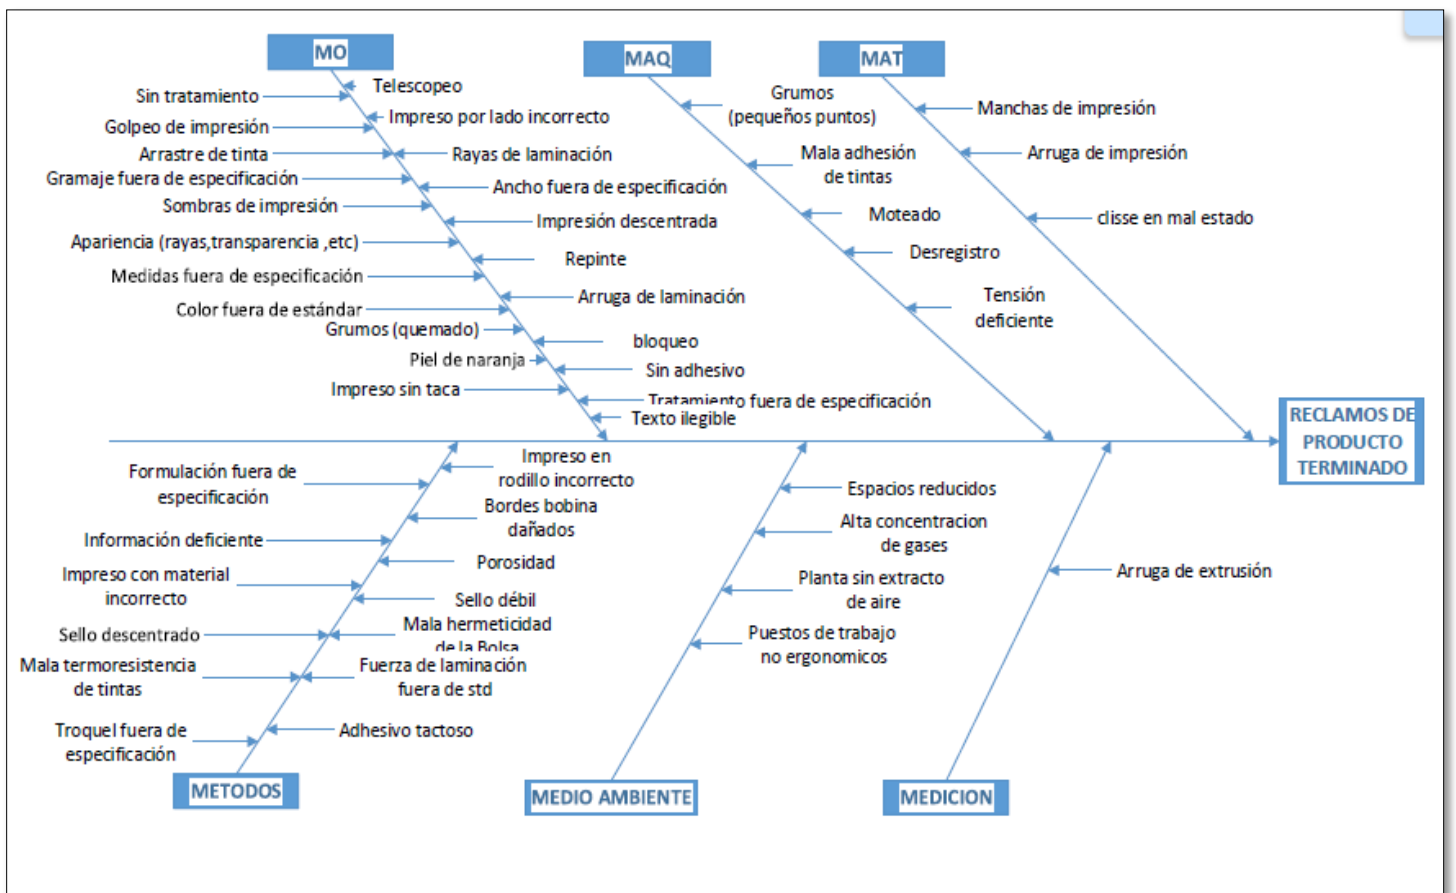 MO
MAQ
MAT
Telescopeo
Sin tratamiento
Impreso por lado incorrecto
Golpeo de impresión
Rayas de laminación
Arrastre de tinta
Gramaje fuera de especificación
Ancho fuera de especificación
Sombras de impresión
Impresión descentrada
Apariencia (rayas,transparencia ,etc)
Repinte
Medidas fuera de especificación
Arruga de laminación
Color fuera de estándar
Grumos (quemado)
bloqueo
Piel de naranja
Sin adhesivo
Impreso sin taca
Tratamiento fuera de especificación
Texto ilegible
Grumos
(pequeños puntos)
Mala adhesión
de tintas
Moteado
Desregistro
Tensión
deficiente
Manchas de impresión
Arruga de impresión
clisse en mal estado
RECLAMOS DE
PRODUCTO
TERMINADO
Impreso en
rodillo incorrecto
Formulación fuera de
especificación
Bordes bobina
dañados
Información deficiente
Porosidad
Impreso con material
incorrecto
Sello débil
Sello descentrado
Mala hermeticidad
de la Bolsa
Mala termoresistencia
de tintas
Fuerza de laminación
fuera de std
Troquel fuera de
especificación
Adhesivo tactoso
Espacios reducidos
Alta concentracion
de gases
Planta sin extracto
de aire
Puestos de trabajo
no ergonomicos
Arruga de extrusión
METODOS
MEDIO AMBIENTE
MEDICION